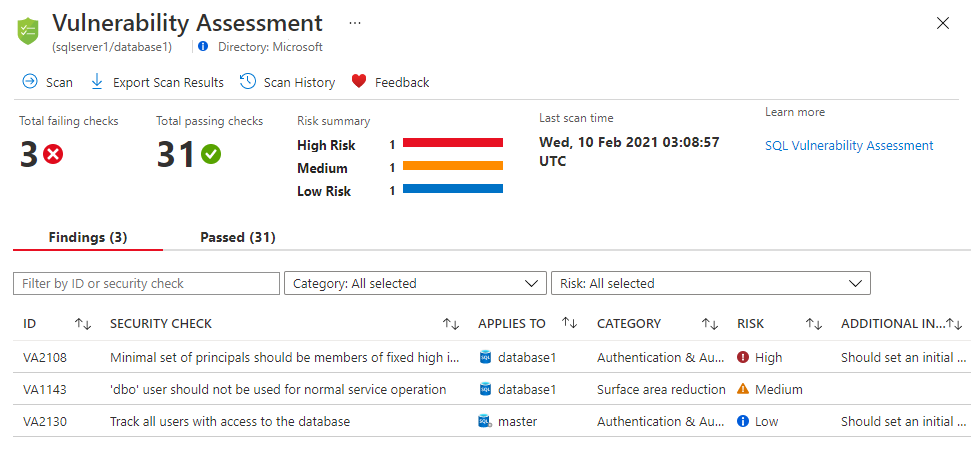 Vulnerability Assessment ...
(sqlserver1/database1) Directory: Microsoft
Scan Export Scan Results Scan History Feedback
Total failing checks Total passing checks Risk summary Last scan time Learn more
3 31 High Risk 1 Wed, 10 Feb 2021 03:08:57 SQL Vulnerability Assessment
Medium 1 UTC
Low Risk 1
Findings (3) Passed (31)
Filter by ID or security check Category: All selected Risk: All selected
ID SECURITY CHECK APPLIES TO CATEGORY RISK ADDITIONAL IN...
VA2108 Minimal set of principals should be members of fixed high i... database1 Authentication & Au... High Should set an initial ...
VA1143 'dbo' user should not be used for normal service operation database1 Surface area reduction Medium
VA2130 Track all users with access to the database master Authentication & Au... Low Should set an initial ...